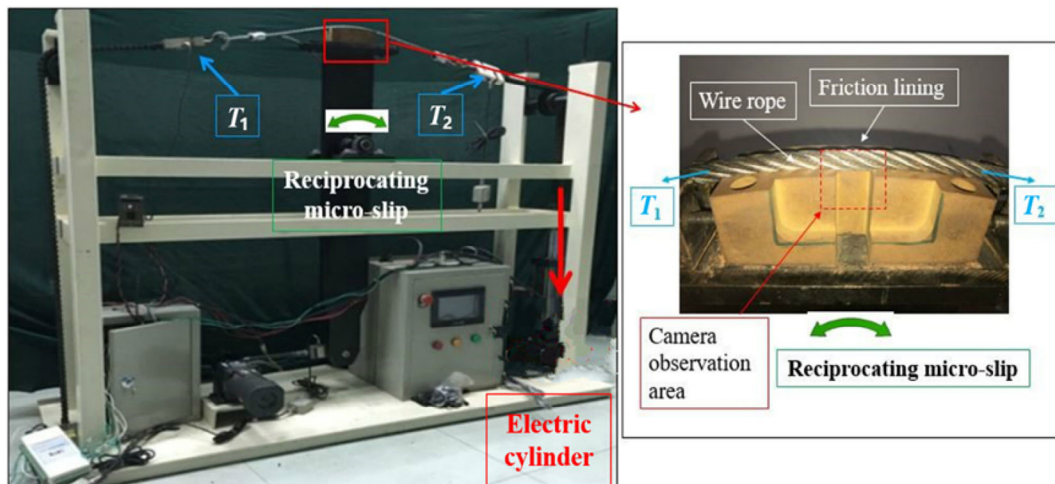 T1
T2
Reciprocating
micro-slip
Electric
cylinder
Wire rope
Friction lining
T1
T2
Camera
observation
area
Reciprocating micro-slip